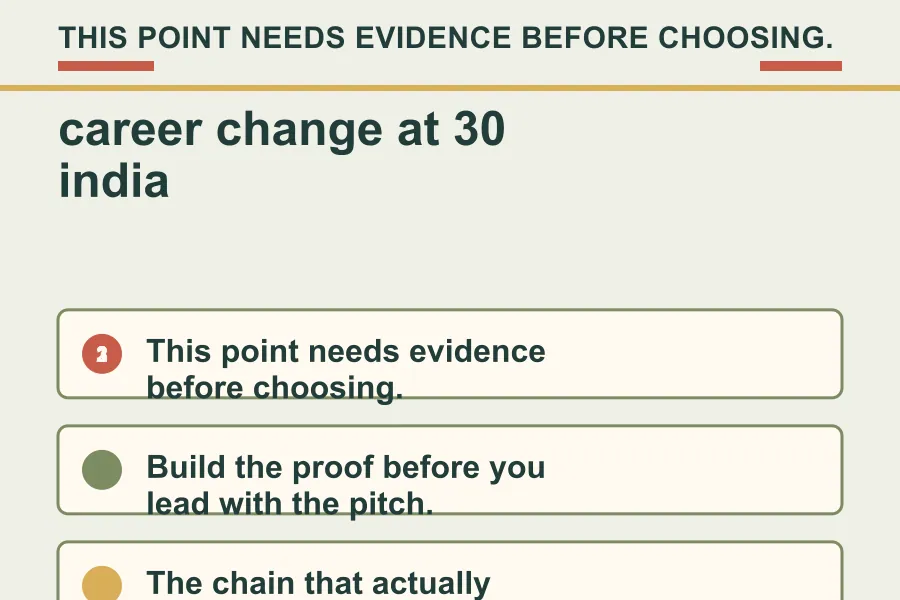 THIS POINT NEEDS EVIDENCE BEFORE CHOOSING.
career change at 30
india
This point needs evidence
before choosing.
Build the proof before you
lead with the pitch.
The chain that actually